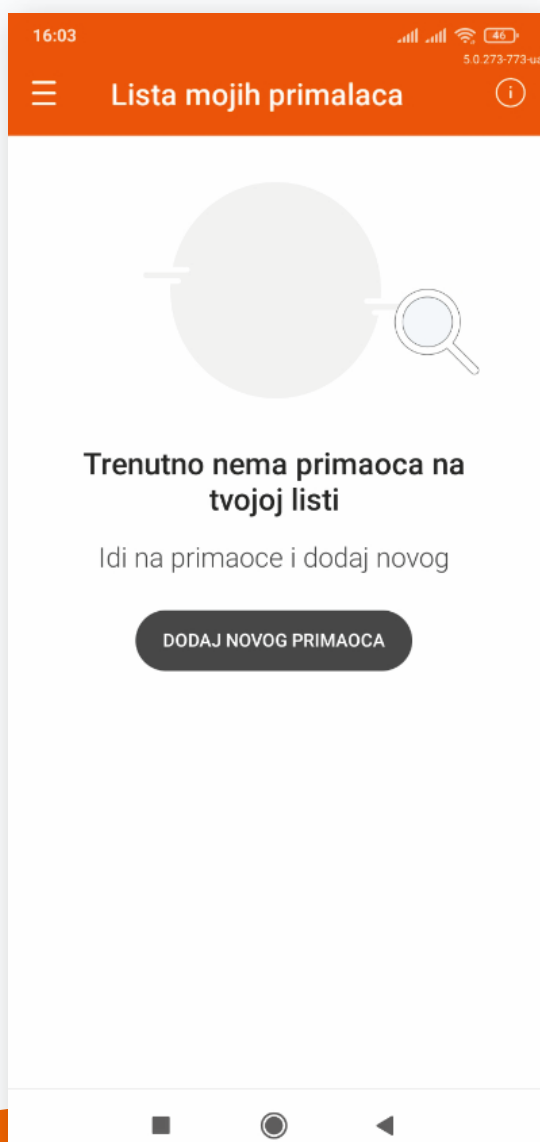 16:03
46
5.0.273-773-ua
Lista mojih primalaca
Trenutno nema primaoca na
tvojoj listi
Idi na primaoce i dodaj novog
DODAJ NOVOG PRIMAOCA